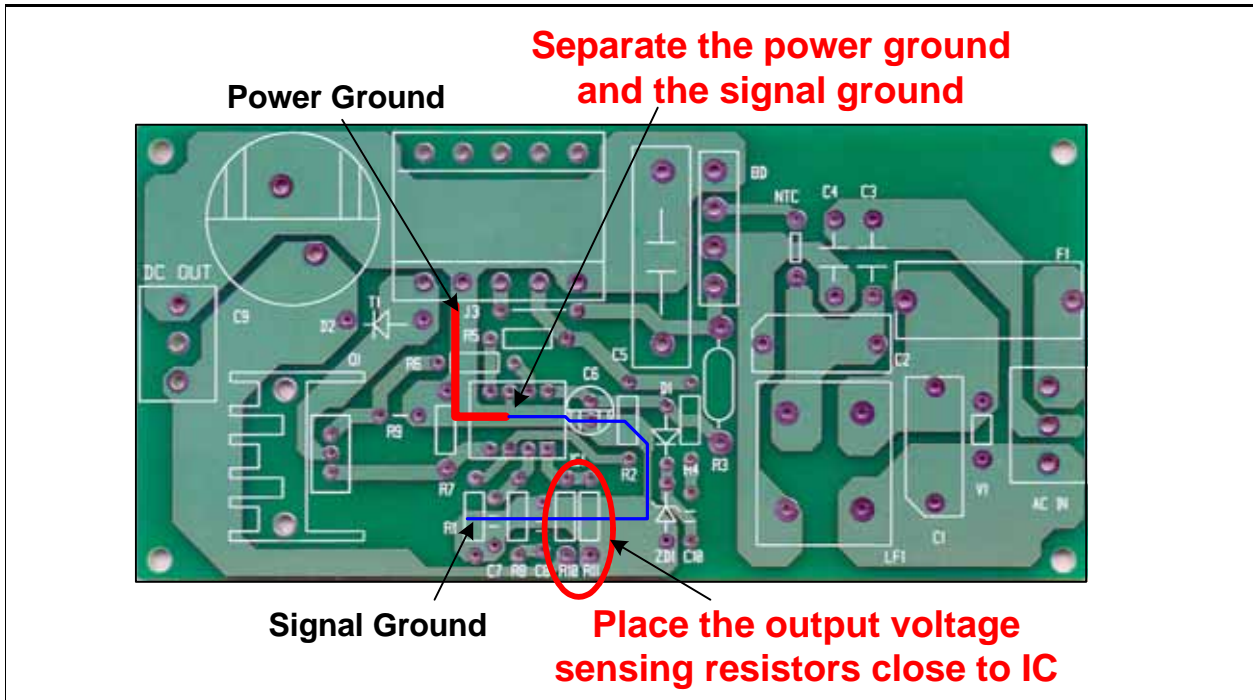 Separate the power ground
and the signal ground
Power Ground
BD
NTC
C4
C3
F1
DC OUT
C9
T1
D2
J3
R5
C5
C2
Q1
R6
C6
D1
R9
R2
R3
R7
V1
AC IN
R1
C7
R8
C8
R10
R11
ZD1
C10
LF1
C1
Signal Ground
Place the output voltage
sensing resistors close to IC